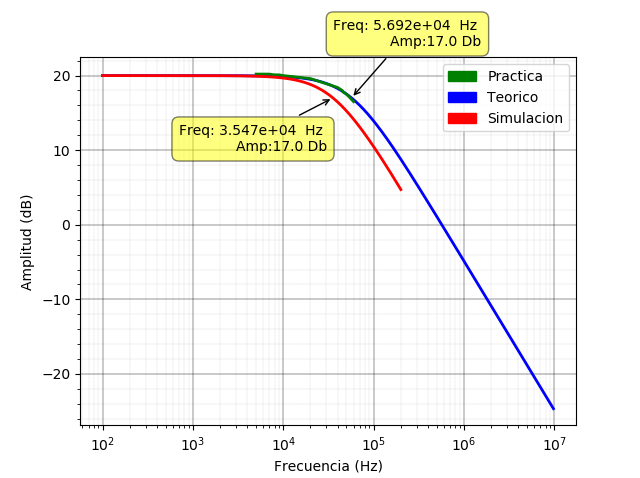 Freq: 5.692e+04 Hz
Amp:17.0 Db
Practica
Teorico
Simulacion
Freq: 3.547e+04 Hz
Amp:17.0 Db
20
10
0
−10
−20
Amplitud (dB)
10²
10³
10⁴
10⁵
10⁶
10⁷
Frecuencia (Hz)